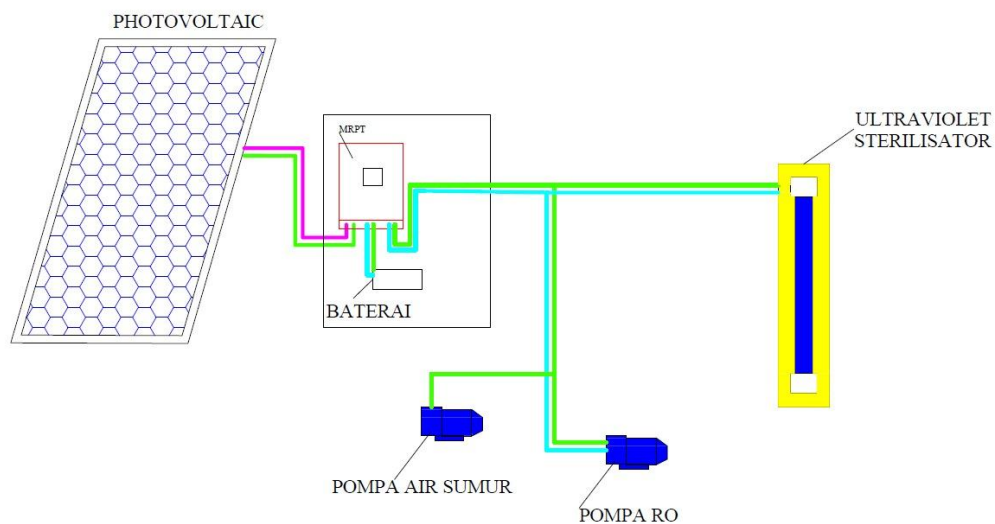 PHOTOVOLTAIC
MRPT
ULTRAVIOLET
STERILISATOR
BATERAI
POMPA AIR SUMUR
POMPA RO